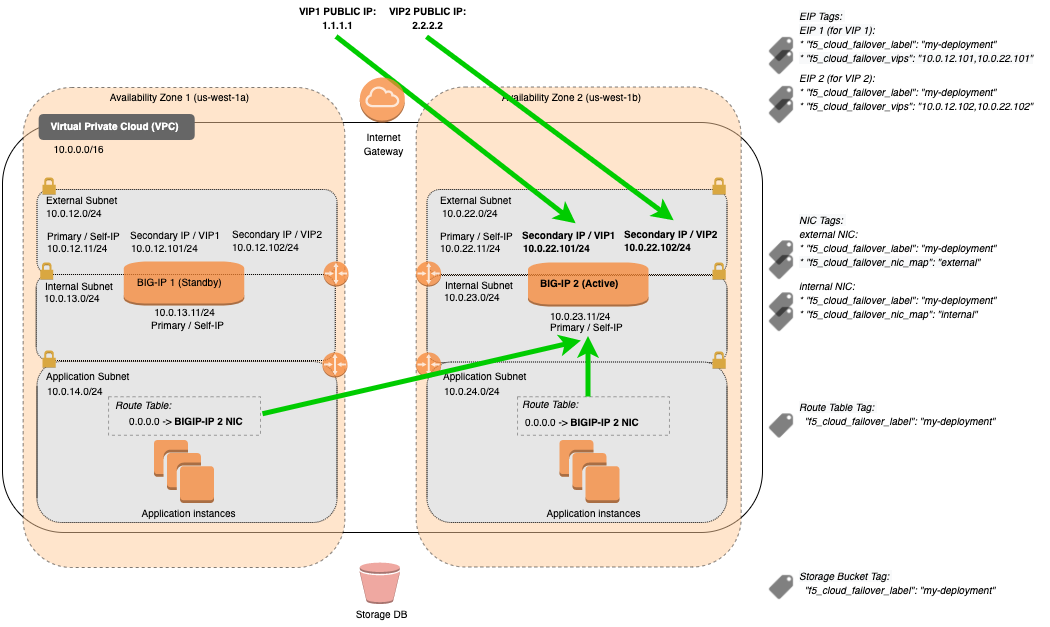 VIP1 PUBLIC IP:
1.1.1.1
VIP2 PUBLIC IP:
2.2.2.2
Availability Zone 1 (us-west-1a)
Availability Zone 2 (us-west-1b)
Virtual Private Cloud (VPC)
10.0.0.0/16
Internet
Gateway
External Subnet
10.0.12.0/24
Primary / Self-IP
10.0.12.11/24
Secondary IP / VIP1
10.0.12.101/24
Secondary IP / VIP2
10.0.12.102/24
BIG-IP 1 (Standby)
Internal Subnet
10.0.13.0/24
10.0.13.11/24
Primary / Self-IP
Application Subnet
10.0.14.0/24
Route Table:
0.0.0.0 -> BIGIP-IP 2 NIC
Application instances
External Subnet
10.0.22.0/24
Primary / Self-IP
10.0.22.11/24
Secondary IP / VIP1
10.0.22.101/24
Secondary IP / VIP2
10.0.22.102/24
BIG-IP 2 (Active)
Internal Subnet
10.0.23.0/24
10.0.23.11/24
Primary / Self-IP
Application Subnet
10.0.24.0/24
Route Table:
0.0.0.0 -> BIGIP-IP 2 NIC
Application instances
Storage DB
EIP Tags:
EIP 1 (for VIP 1):
* "f5_cloud_failover_label": "my-deployment"
* "f5_cloud_failover_vips": "10.0.12.101,10.0.22.101"
EIP 2 (for VIP 2):
* "f5_cloud_failover_label": "my-deployment"
* "f5_cloud_failover_vips": "10.0.12.102,10.0.22.102"
NIC Tags:
external NIC:
* "f5_cloud_failover_label": "my-deployment"
* "f5_cloud_failover_nic_map": "external"
internal NIC:
* "f5_cloud_failover_label": "my-deployment"
* "f5_cloud_failover_nic_map": "internal"
Route Table Tag:
"f5_cloud_failover_label": "my-deployment"
Storage Bucket Tag:
"f5_cloud_failover_label": "my-deployment"